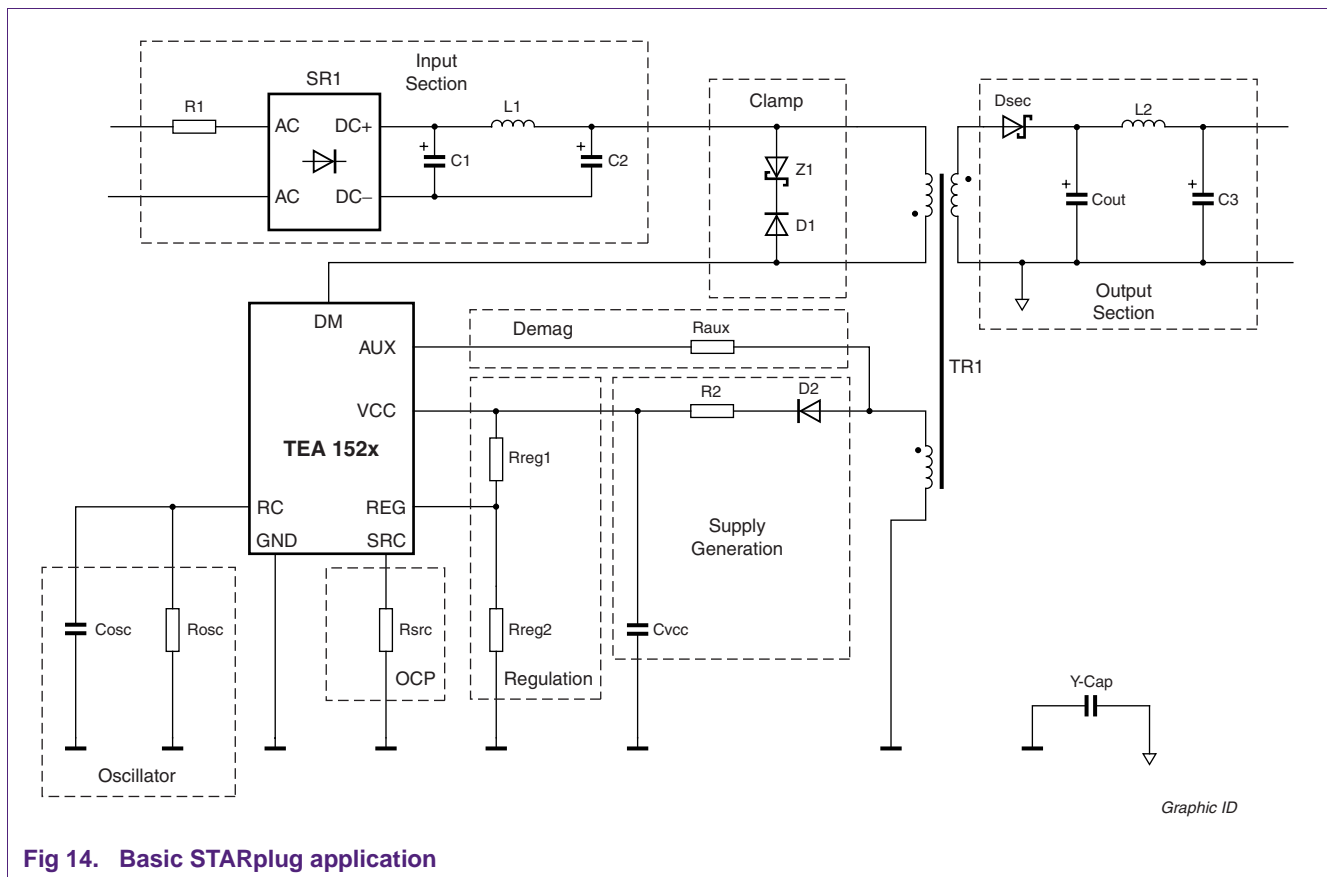 Input
Section
SR1
R1
AC
DC+
AC
DC−
L1
+
C1
+
C2
Clamp
Z1
D1
Dsec
L2
+
Cout
+
C3
Output
Section
TR1
DM
AUX
VCC
TEA 152x
RC
REG
GND
SRC
Demag
Raux
R2
D2
Rreg1
Rreg2
Regulation
Supply
Generation
Cvcc
Cosc
Rosc
Oscillator
Rsrc
OCP
Y-Cap
Graphic ID
Fig 14. Basic STARplug application